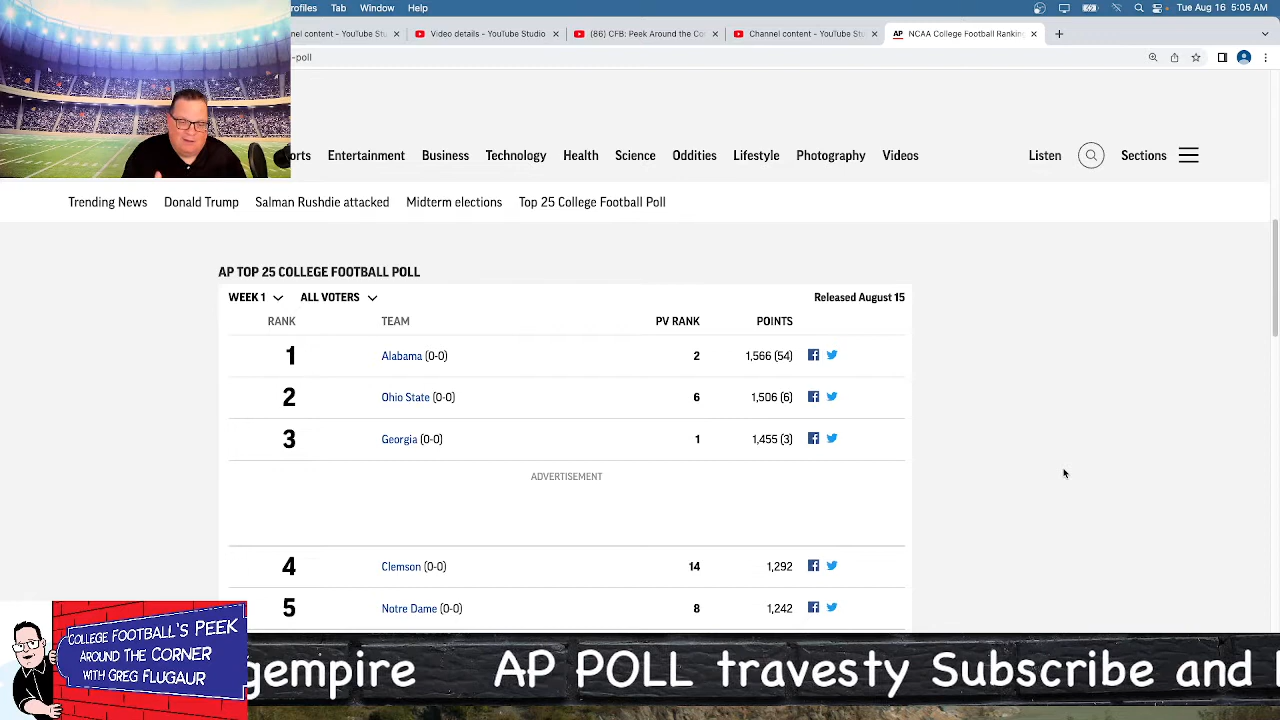 rofiles Tab Window Help Tue Aug 16 5:05 AM
nel content - YouTube Stu Video details - YouTube Studio (86) CFB: Peek Around the Cor Channel content - YouTube Stu AP NCAA College Football Ranking
-poll
orts Entertainment Business Technology Health Science Oddities Lifestyle Photography Videos Listen Sections
Trending News Donald Trump Salman Rushdie attacked Midterm elections Top 25 College Football Poll
AP TOP 25 COLLEGE FOOTBALL POLL
WEEK 1 ALL VOTERS Released August 15
RANK TEAM PV RANK POINTS
1 Alabama (0-0) 2 1,566 (54)
2 Ohio State (0-0) 6 1,506 (6)
3 Georgia (0-0) 1 1,455 (3)
ADVERTISEMENT
4 Clemson (0-0) 14 1,292
5 Notre Dame (0-0) 8 1,242
COLLEGE FOOTBALL'S PEEK
AROUND THE CORNER
WITH GREG FLUGAUR
gempire AP POLL travesty Subscribe and